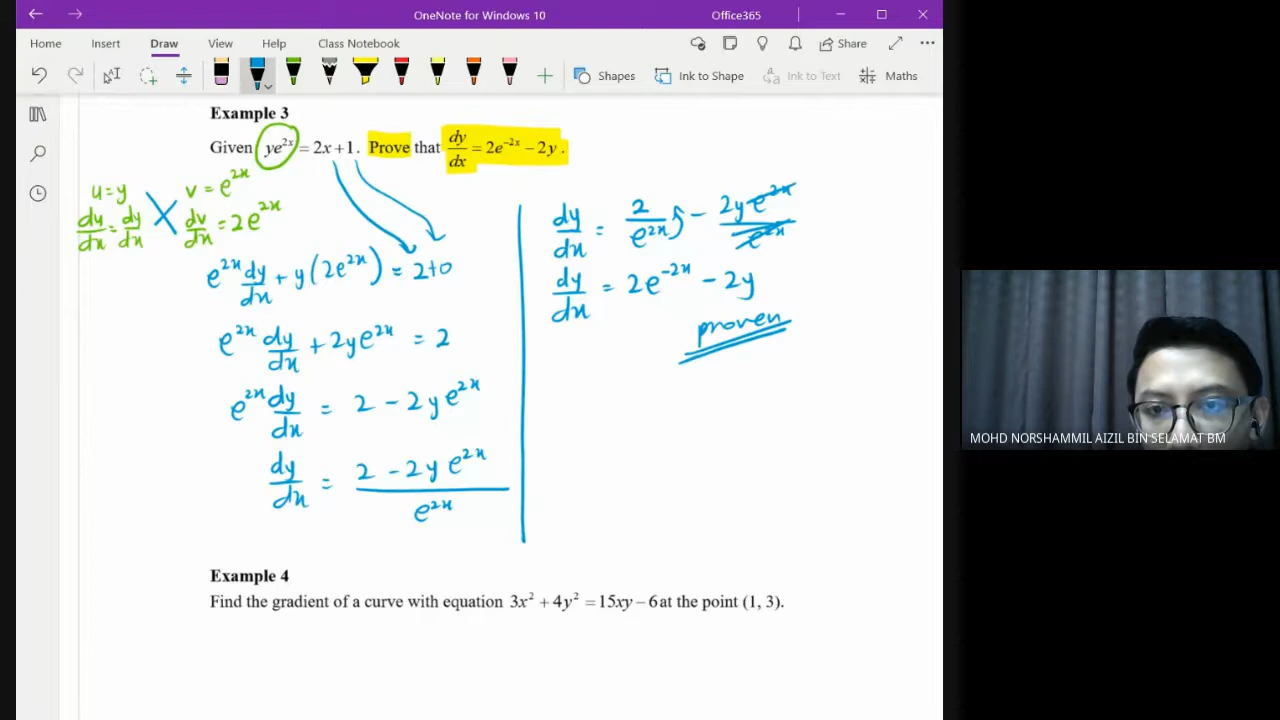 OneNote for Windows 10
Office365
Home Insert Draw View Help Class Notebook Share
Shapes Ink to Shape Ink to Text Maths
Example 3
Given ye^{2x} = 2x + 1. Prove that dy/dx = 2e^{-2x} − 2y.
u = y v = e^{2x}
du/dx = dy/dx dv/dx = 2e^{2x}
e^{2x} dy/dx + y(2e^{2x}) = 2+0
e^{2x} dy/dx + 2ye^{2x} = 2
e^{2x} dy/dx = 2 − 2ye^{2x}
dy/dx = (2 − 2ye^{2x})/e^{2x}
dy/dx = 2/e^{2x} − 2ye^{2x}/e^{2x}
dy/dx = 2e^{-2x} − 2y
proven
Example 4
Find the gradient of a curve with equation 3x² + 4y² = 15xy − 6 at the point (1, 3).
MOHD NORSHAMMIL AIZIL BIN SELAMAT BM